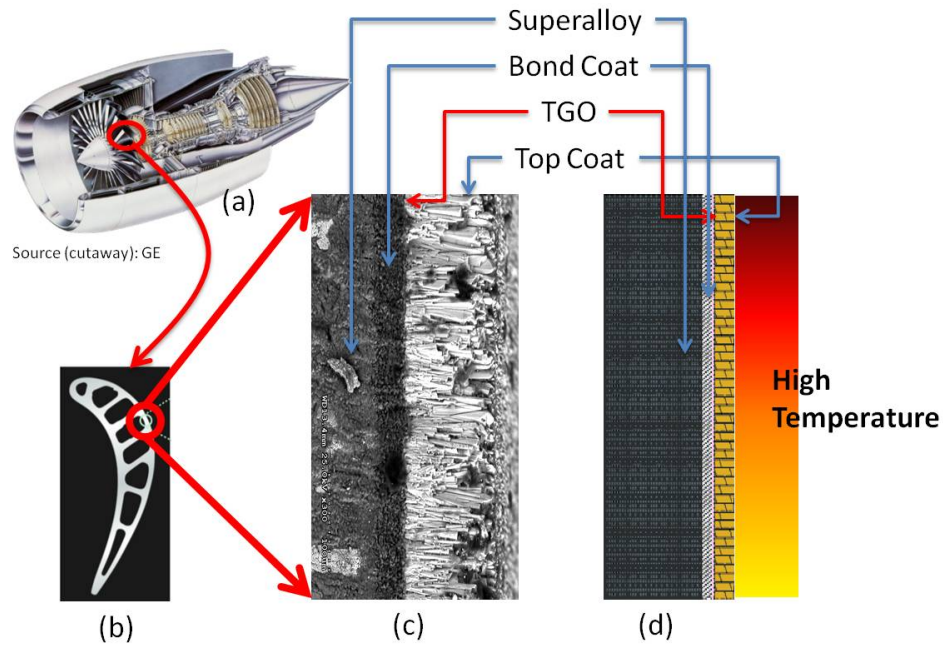 Superalloy
Bond Coat
TGO
Top Coat
(a)
Source (cutaway): GE
High
Temperature
(b)
(c)
(d)